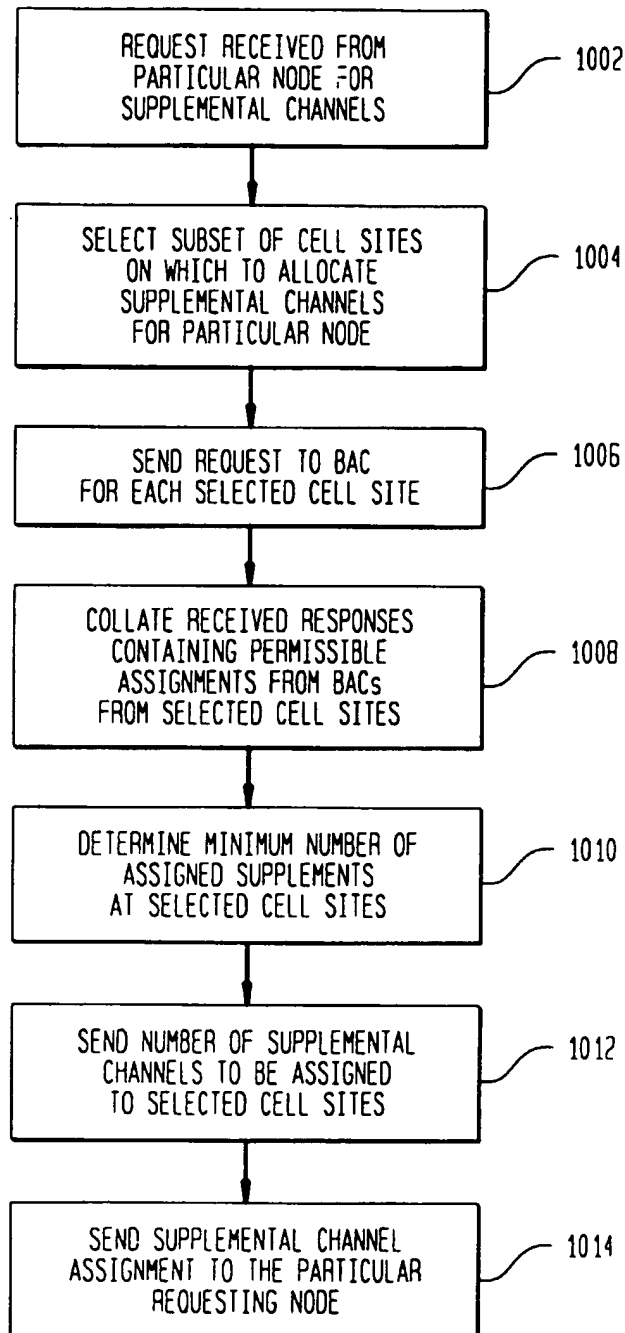 REQUEST RECEIVED FROM
PARTICULAR NODE FOR
SUPPLEMENTAL CHANNELS
1002
SELECT SUBSET OF CELL SITES
ON WHICH TO ALLOCATE
SUPPLEMENTAL CHANNELS
FOR PARTICULAR NODE
1004
SEND REQUEST TO BAC
FOR EACH SELECTED CELL SITE
1006
COLLATE RECEIVED RESPONSES
CONTAINING PERMISSIBLE
ASSIGNMENTS FROM BACs
FROM SELECTED CELL SITES
1008
DETERMINE MINIMUM NUMBER OF
ASSIGNED SUPPLEMENTS
AT SELECTED CELL SITES
1010
SEND NUMBER OF SUPPLEMENTAL
CHANNELS TO BE ASSIGNED
TO SELECTED CELL SITES
1012
SEND SUPPLEMENTAL CHANNEL
ASSIGNMENT TO THE PARTICULAR
REQUESTING NODE
1014